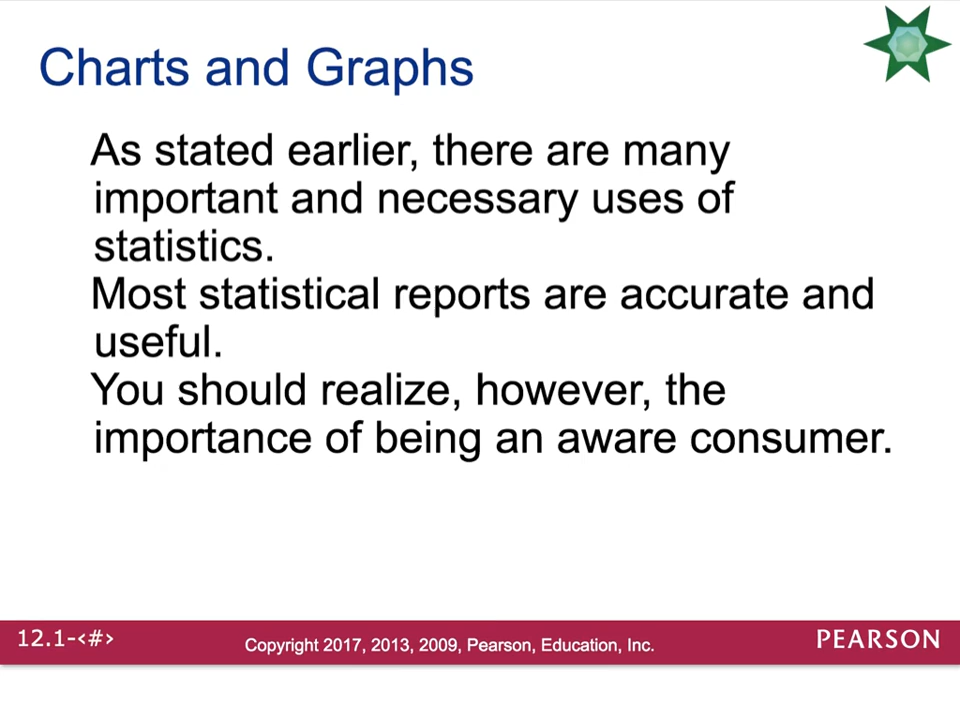 Charts and Graphs
As stated earlier, there are many
important and necessary uses of
statistics.
Most statistical reports are accurate and
useful.
You should realize, however, the
importance of being an aware consumer.
12.1-‹#›
Copyright 2017, 2013, 2009, Pearson, Education, Inc.
PEARSON